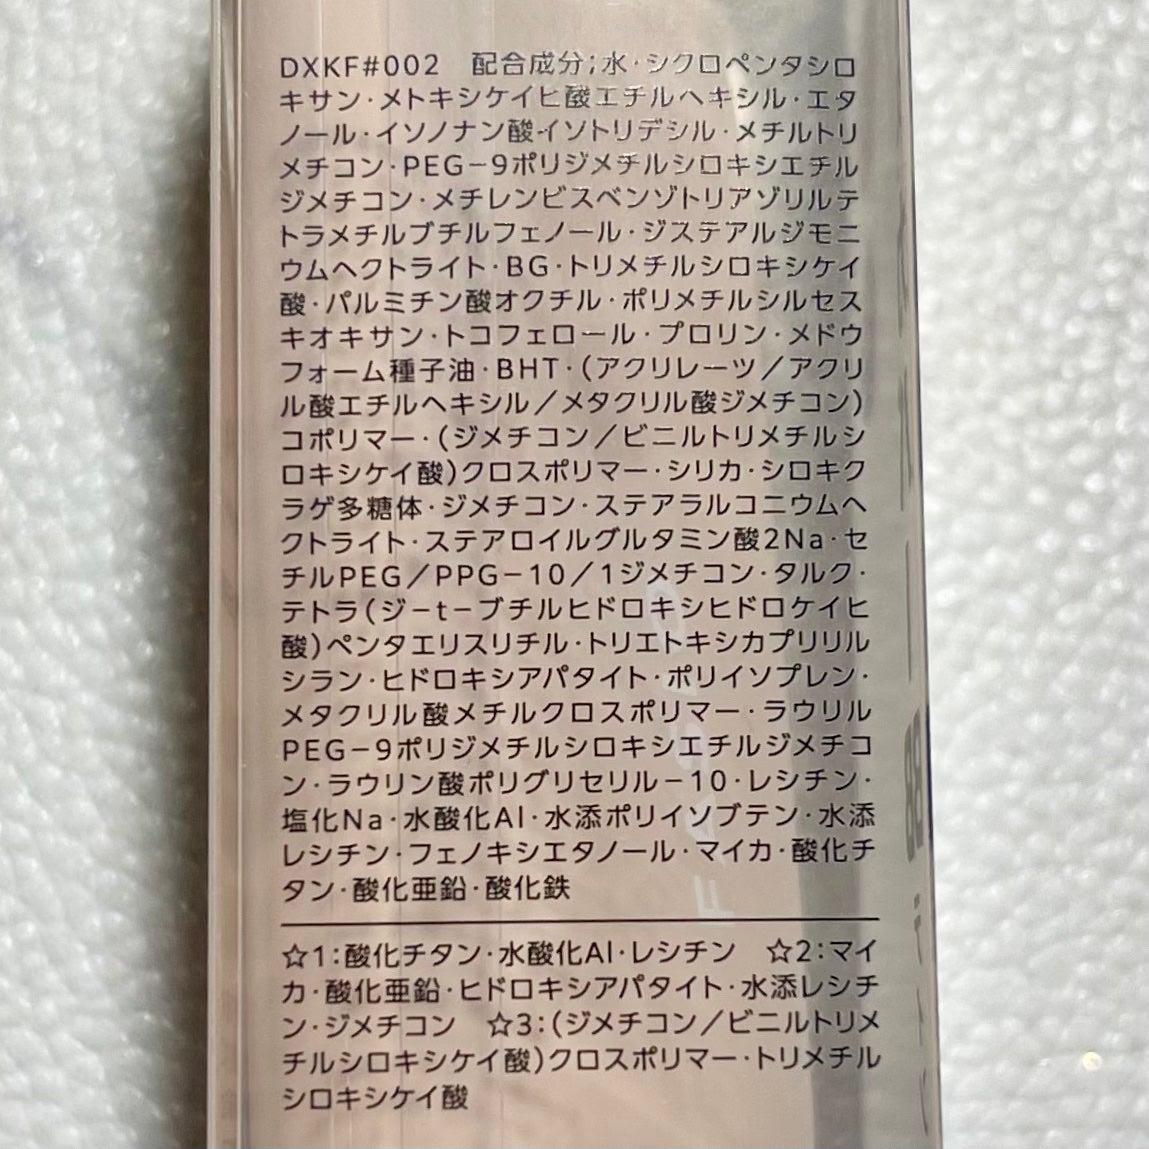 DXKF#002　配合成分;水・シクロペンタシロ
キサン・メトキシケイヒ酸エチルヘキシル・エタ
ノール・イソノナン酸イソトリデシル・メチルトリ
メチコン・PEG−9ポリジメチルシロキシエチル
ジメチコン・メチレンビスベンゾトリアゾリルテ
トラメチルブチルフェノール・ジステアルジモニ
ウムヘクトライト・BG・トリメチルシロキシケイ
酸・パルミチン酸オクチル・ポリメチルシルセス
キオキサン・トコフェロール・プロリン・メドウ
フォーム種子油・BHT・(アクリレーツ／アクリ
ル酸エチルヘキシル／メタクリル酸ジメチコン)
コポリマー・(ジメチコン／ビニルトリメチルシ
ロキシケイ酸)クロスポリマー・シリカ・シロキク
ラゲ多糖体・ジメチコン・ステアラルコニウムヘ
クトライト・ステアロイルグルタミン酸2Na・セ
チルPEG／PPG−10／1ジメチコン・タルク・
テトラ(ジ−t−ブチルヒドロキシヒドロケイヒ
酸)ペンタエリスリチル・トリエトキシカプリリル
シラン・ヒドロキシアパタイト・ポリイソプレン・
メタクリル酸メチルクロスポリマー・ラウリル
PEG−9ポリジメチルシロキシエチルジメチコ
ン・ラウリン酸ポリグリセリル−10・レシチン・
塩化Na・水酸化Al・水添ポリイソブテン・水添
レシチン・フェノキシエタノール・マイカ・酸化チ
タン・酸化亜鉛・酸化鉄
☆1:酸化チタン・水酸化Al・レシチン　☆2:マイ
カ・酸化亜鉛・ヒドロキシアパタイト・水添レシチ
ン・ジメチコン　☆3:(ジメチコン／ビニルトリメ
チルシロキシケイ酸)クロスポリマー・トリメチル
シロキシケイ酸